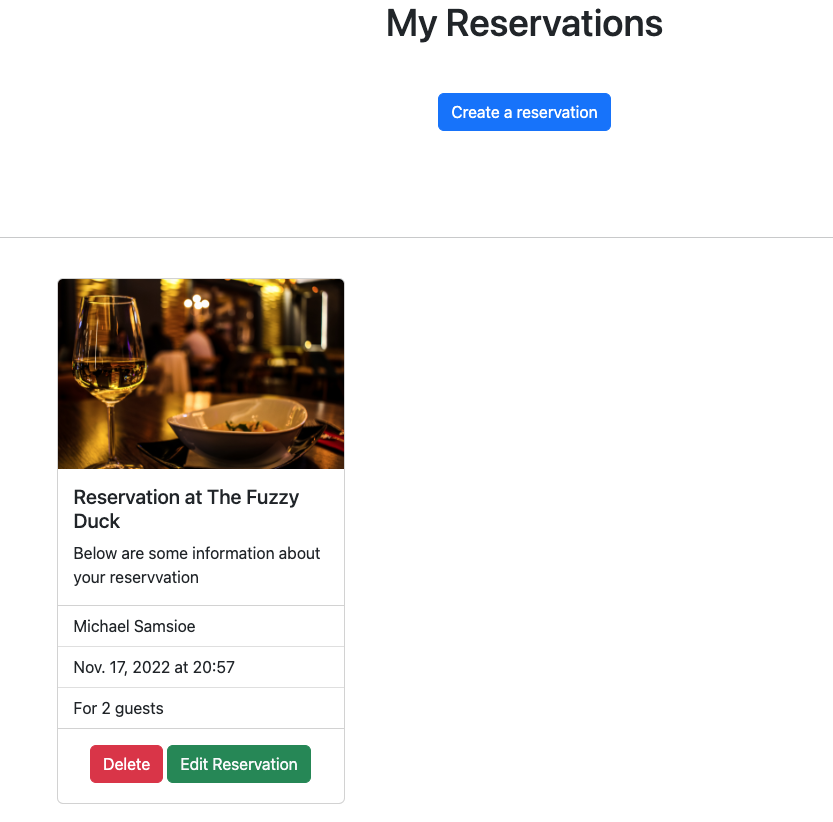 My Reservations
Create a reservation
Reservation at The Fuzzy
Duck
Below are some information about
your reservvation
Michael Samsioe
Nov. 17, 2022 at 20:57
For 2 guests
Delete Edit Reservation